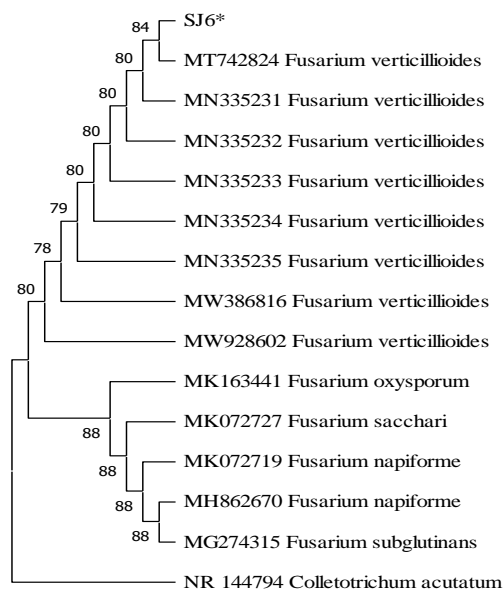 SJ6*
84
MT742824 Fusarium verticillioides
80
MN335231 Fusarium verticillioides
80
MN335232 Fusarium verticillioides
80
MN335233 Fusarium verticillioides
80
MN335234 Fusarium verticillioides
79
MN335235 Fusarium verticillioides
78
MW386816 Fusarium verticillioides
80
MW928602 Fusarium verticillioides
MK163441 Fusarium oxysporum
88
MK072727 Fusarium sacchari
88
MK072719 Fusarium napiforme
88
MH862670 Fusarium napiforme
88
MG274315 Fusarium subglutinans
NR 144794 Colletotrichum acutatum